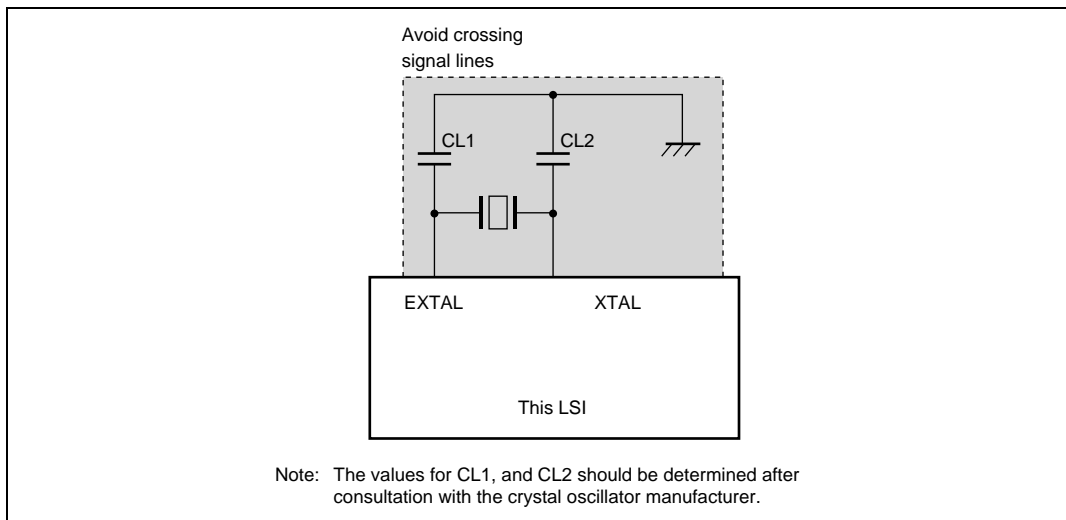 Avoid crossing
signal lines
CL1
CL2
EXTAL
XTAL
This LSI
Note: The values for CL1, and CL2 should be determined after
consultation with the crystal oscillator manufacturer.